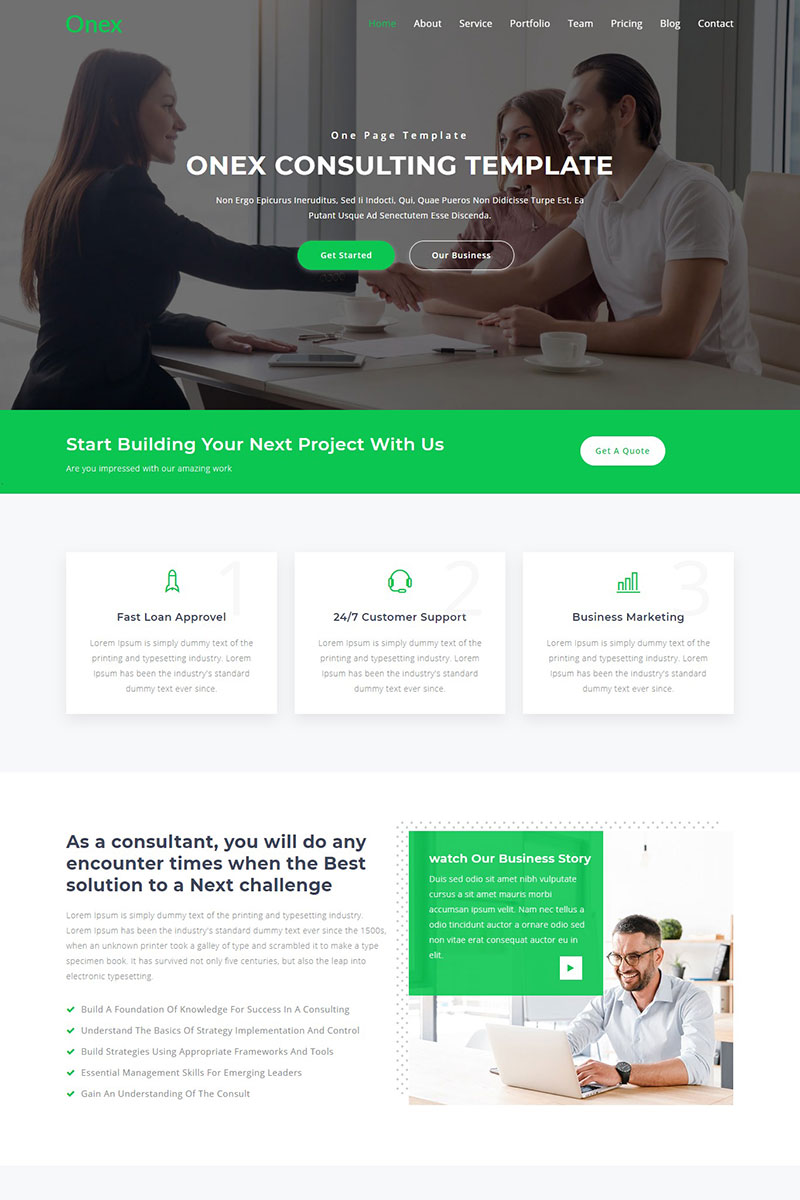 Onex
Home About Service Portfolio Team Pricing Blog Contact
One Page Template
ONEX CONSULTING TEMPLATE
Non Ergo Epicurus Ineruditus, Sed Ii Indocti, Qui, Quae Pueros Non Didicisse Turpe Est, Ea
Putant Usque Ad Senectutem Esse Discenda.
Get Started
Our Business
Start Building Your Next Project With Us
Are you impressed with our amazing work
Get A Quote
1
Fast Loan Approvel
Lorem Ipsum is simply dummy text of the
printing and typesetting industry. Lorem
Ipsum has been the industry's standard
dummy text ever since.
2
24/7 Customer Support
Lorem Ipsum is simply dummy text of the
printing and typesetting industry. Lorem
Ipsum has been the industry's standard
dummy text ever since.
3
Business Marketing
Lorem Ipsum is simply dummy text of the
printing and typesetting industry. Lorem
Ipsum has been the industry's standard
dummy text ever since.
As a consultant, you will do any
encounter times when the Best
solution to a Next challenge
Lorem Ipsum is simply dummy text of the printing and typesetting industry.
Lorem Ipsum has been the industry's standard dummy text ever since the 1500s,
when an unknown printer took a galley of type and scrambled it to make a type
specimen book. It has survived not only five centuries, but also the leap into
electronic typesetting.
Build A Foundation Of Knowledge For Success In A Consulting
Understand The Basics Of Strategy Implementation And Control
Build Strategies Using Appropriate Frameworks And Tools
Essential Management Skills For Emerging Leaders
Gain An Understanding Of The Consult
watch Our Business Story
Duis sed odio sit amet nibh vulputate
cursus a sit amet mauris morbi
accumsan ipsum velit. Nam nec tellus a
odio tincidunt auctor a ornare odio sed
non vitae erat consequat auctor eu in
elit.